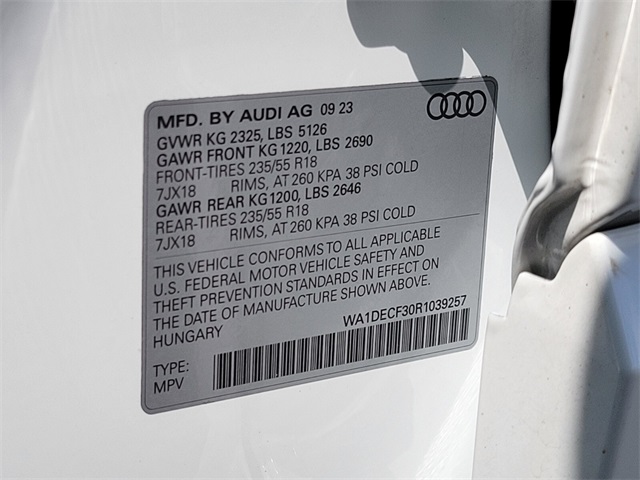 MFD. BY AUDI AG 09 23
GVWR KG 2325, LBS 5126
GAWR FRONT KG 1220, LBS 2690
FRONT-TIRES 235/55 R18
7JX18 RIMS, AT 260 KPA 38 PSI COLD
GAWR REAR KG 1200, LBS 2646
REAR-TIRES 235/55 R18
7JX18 RIMS, AT 260 KPA 38 PSI COLD
THIS VEHICLE CONFORMS TO ALL APPLICABLE
U.S. FEDERAL MOTOR VEHICLE SAFETY AND
THEFT PREVENTION STANDARDS IN EFFECT ON
THE DATE OF MANUFACTURE SHOWN ABOVE.
HUNGARY
WA1DECF30R1039257
TYPE:
MPV